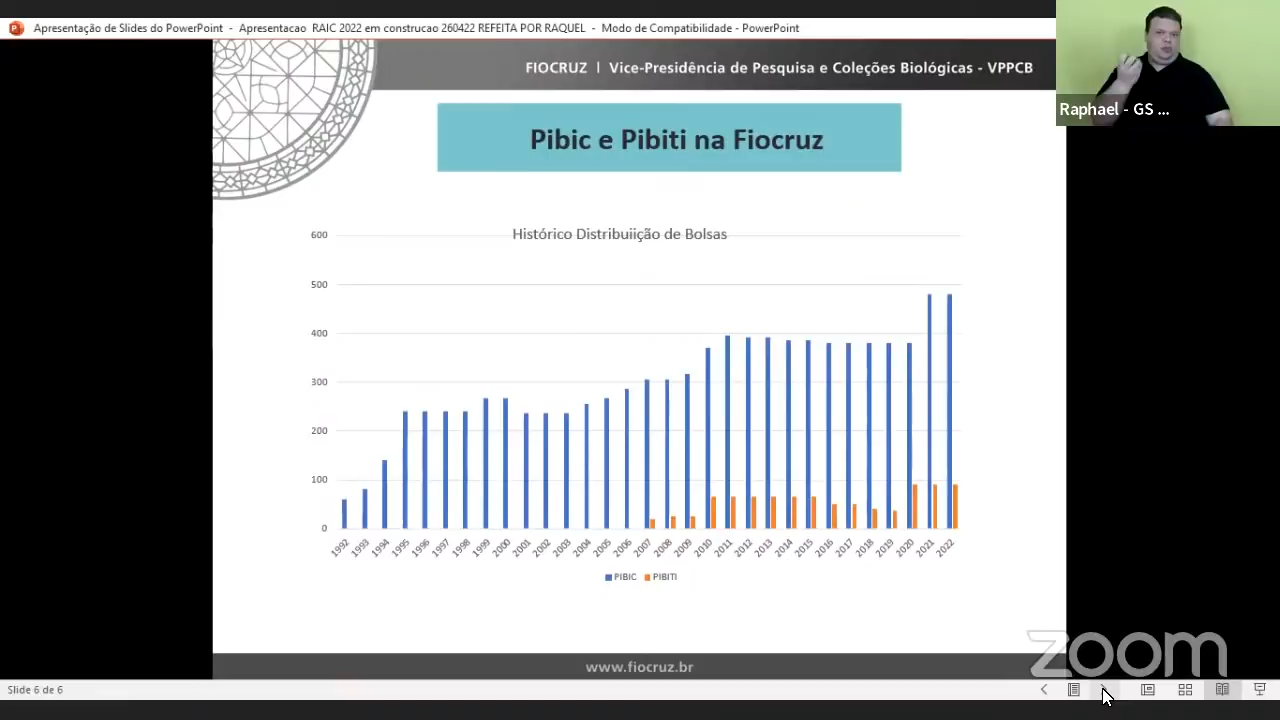 Apresentação de Slides do PowerPoint - Apresentacao RAIC 2022 em construcao 260422 REFEITA POR RAQUEL - Modo de Compatibilidade - PowerPoint
FIOCRUZ | Vice-Presidência de Pesquisa e Coleções Biológicas - VPPCB
Raphael - GS ...
Pibic e Pibiti na Fiocruz
Histórico Distribuiição de Bolsas
600
500
400
300
200
100
0
1992 1993 1994 1995 1996 1997 1998 1999 2000 2001 2002 2003 2004 2005 2006 2007 2008 2009 2010 2011 2012 2013 2014 2015 2016 2017 2018 2019 2020 2021 2022
PIBIC PIBITI
zoom
www.fiocruz.br
Slide 6 de 6